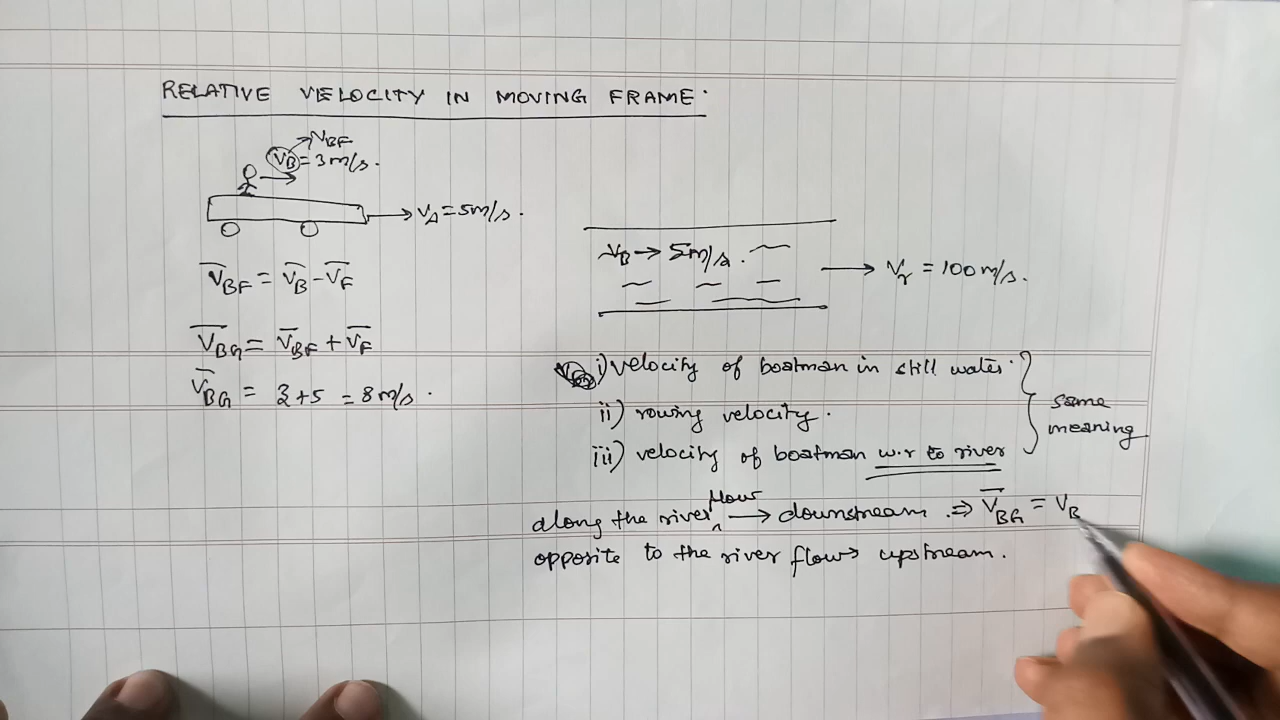 RELATIVE VELOCITY IN MOVING FRAME.
VBF
VB = 3m/s.
VA = 5m/s.
VBF = VB - VF
VBG = VBF + VF
VBG = 3+5 = 8m/s.
VB → 5m/s.
→ Vr = 100m/s.
i) velocity of boatman in still water.
ii) rowing velocity.
iii) velocity of boatman w.r to river
same
meaning
along the river flow → downstream. ⇒ VBG = VB
opposite to the river flow → upstream.